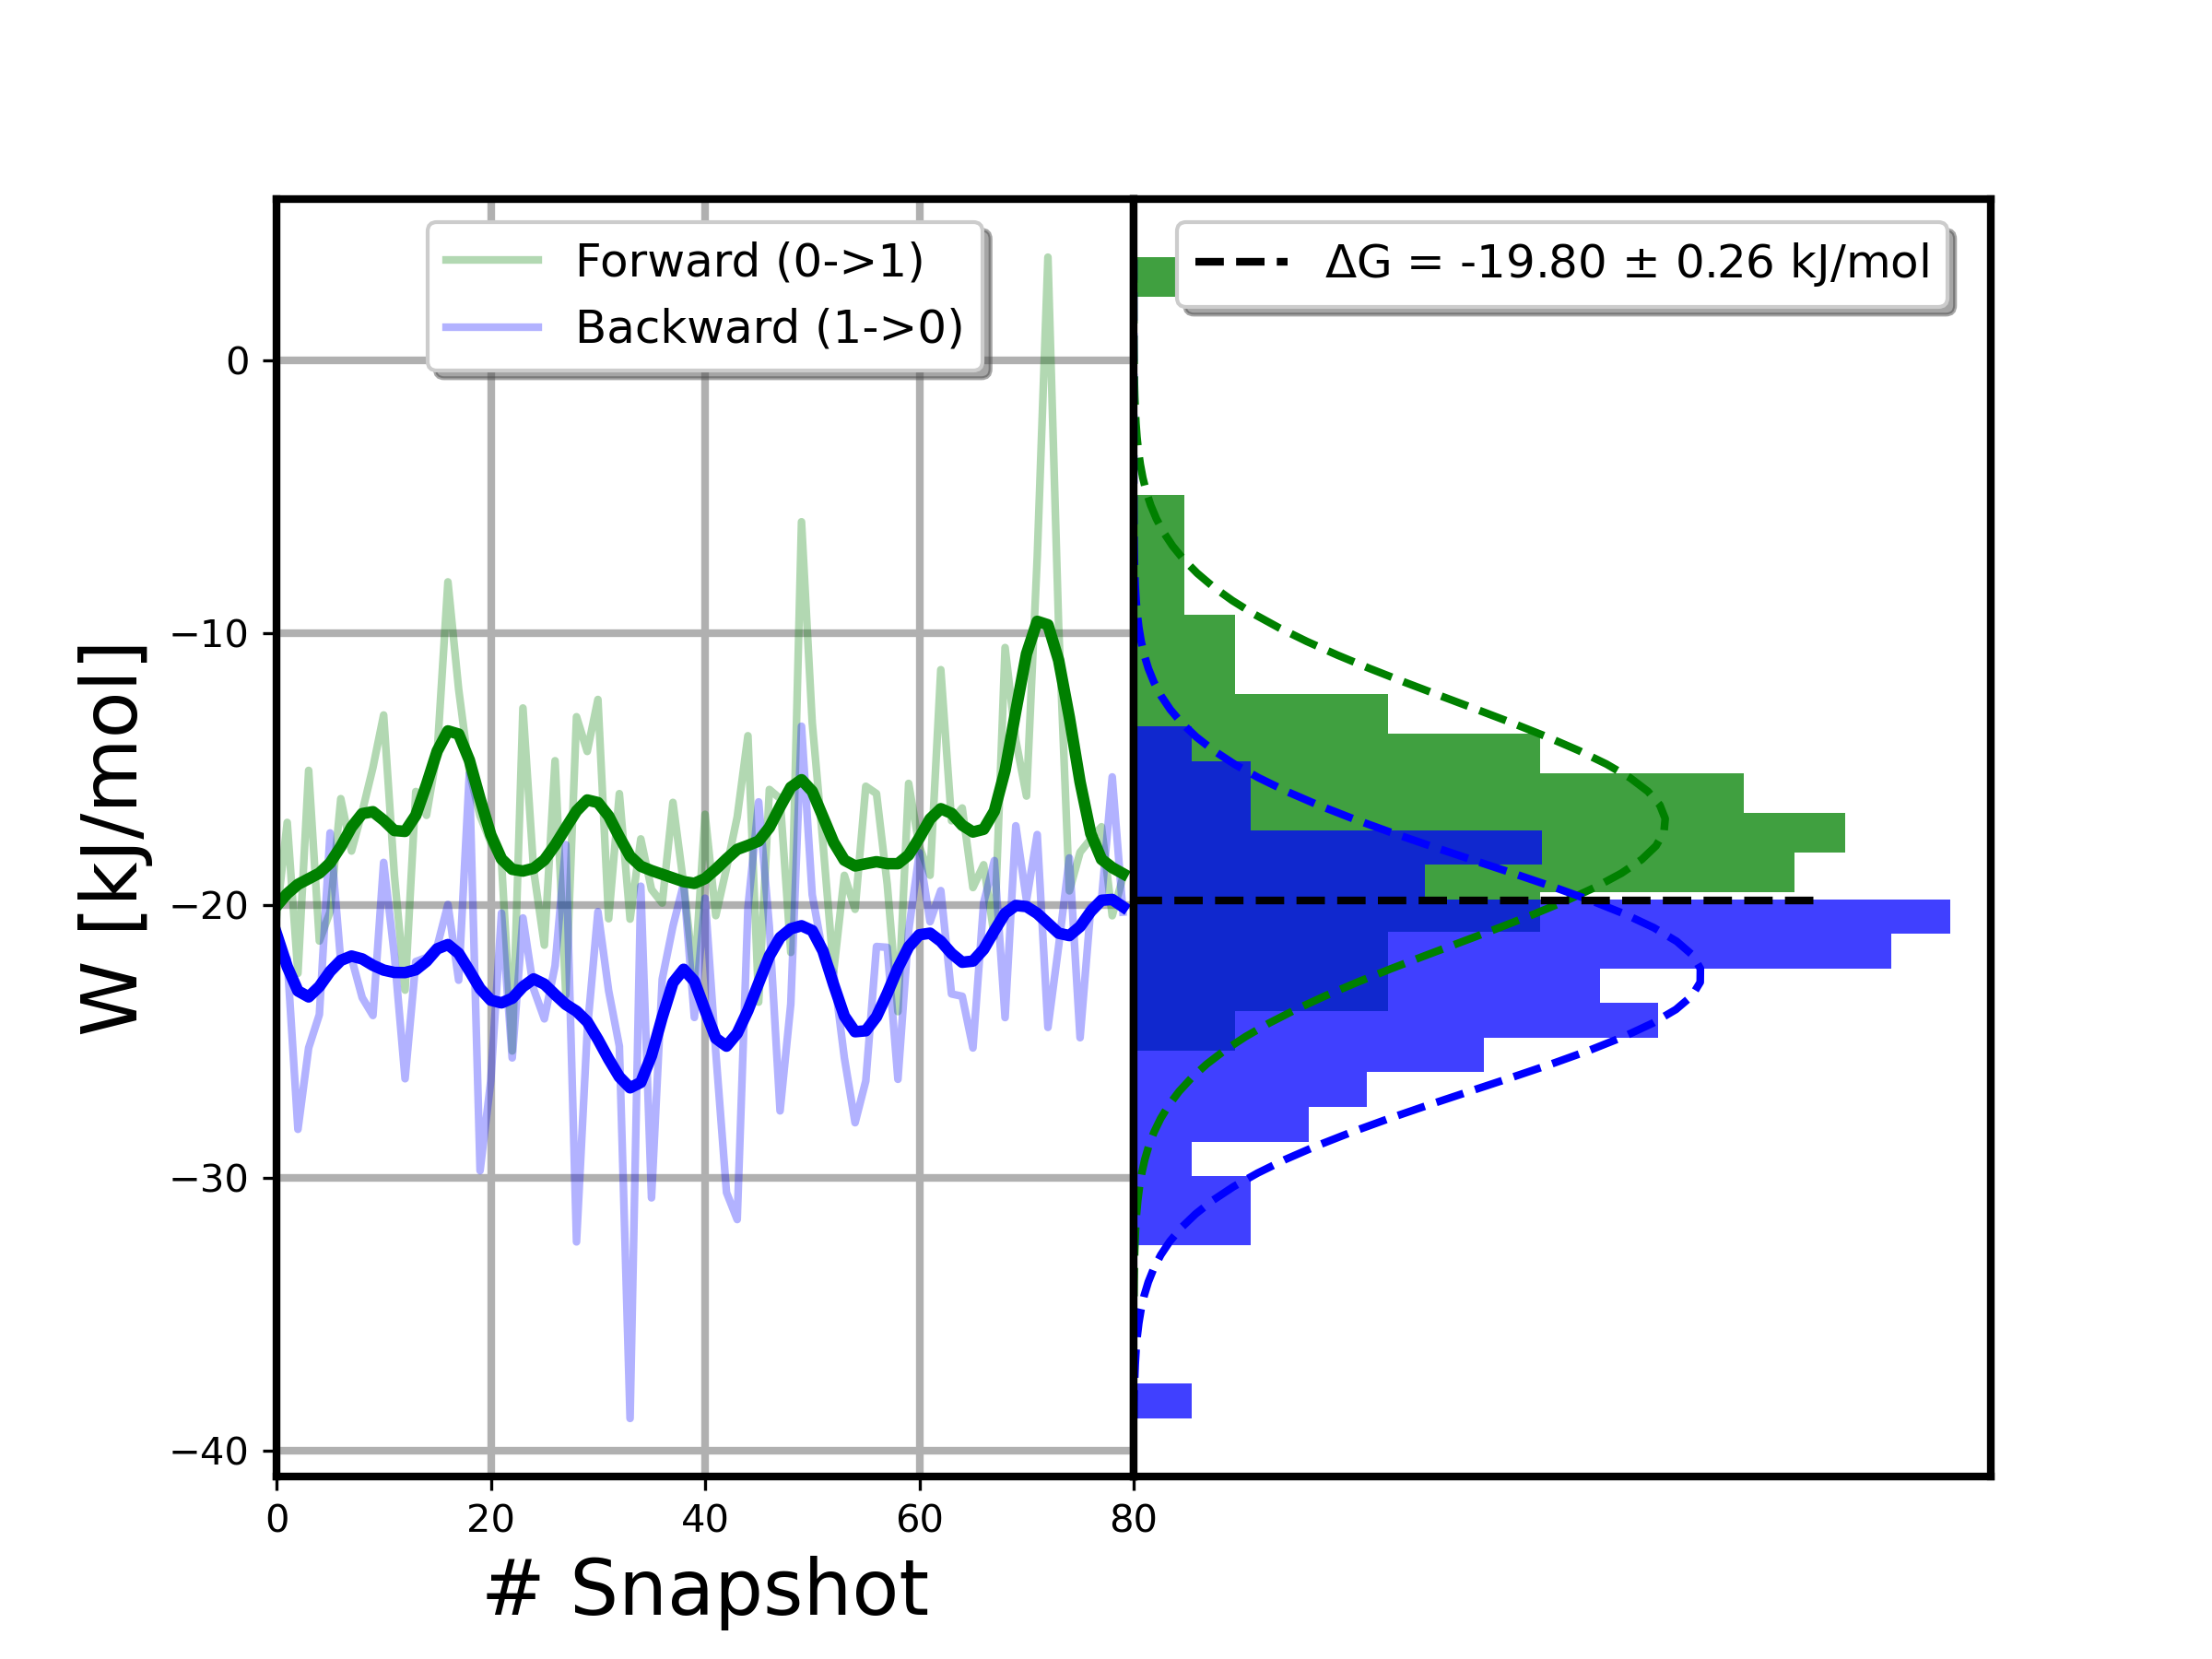 Forward (0->1)
Backward (1->0)
ΔG = -19.80 ± 0.26 kJ/mol
W [kJ/mol]
0
−10
−20
−30
−40
0 20 40 60 80
# Snapshot